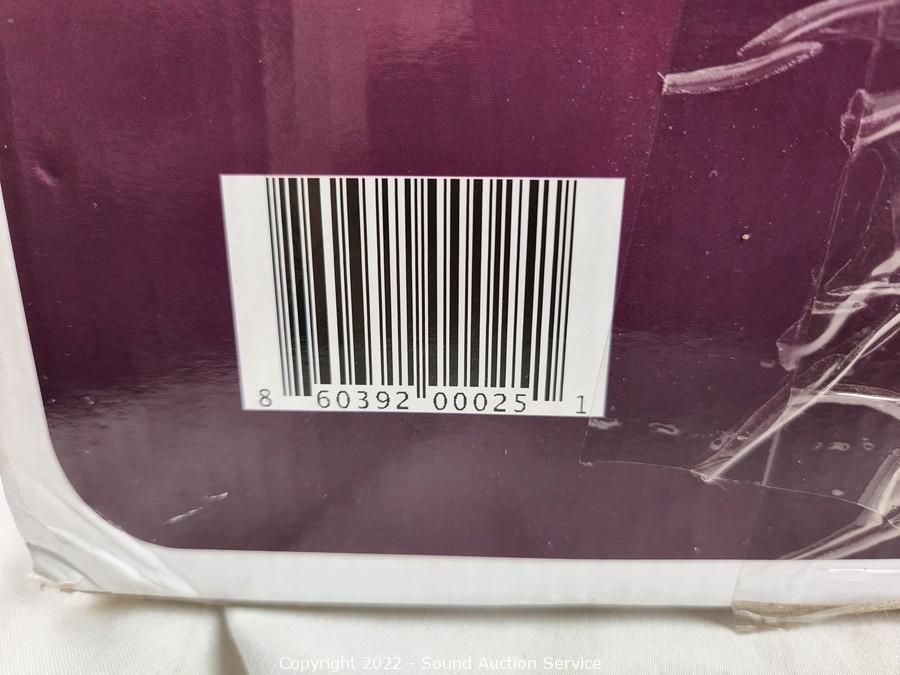 8 60392 00025 1
Copyright 2022 - Sound Auction Service